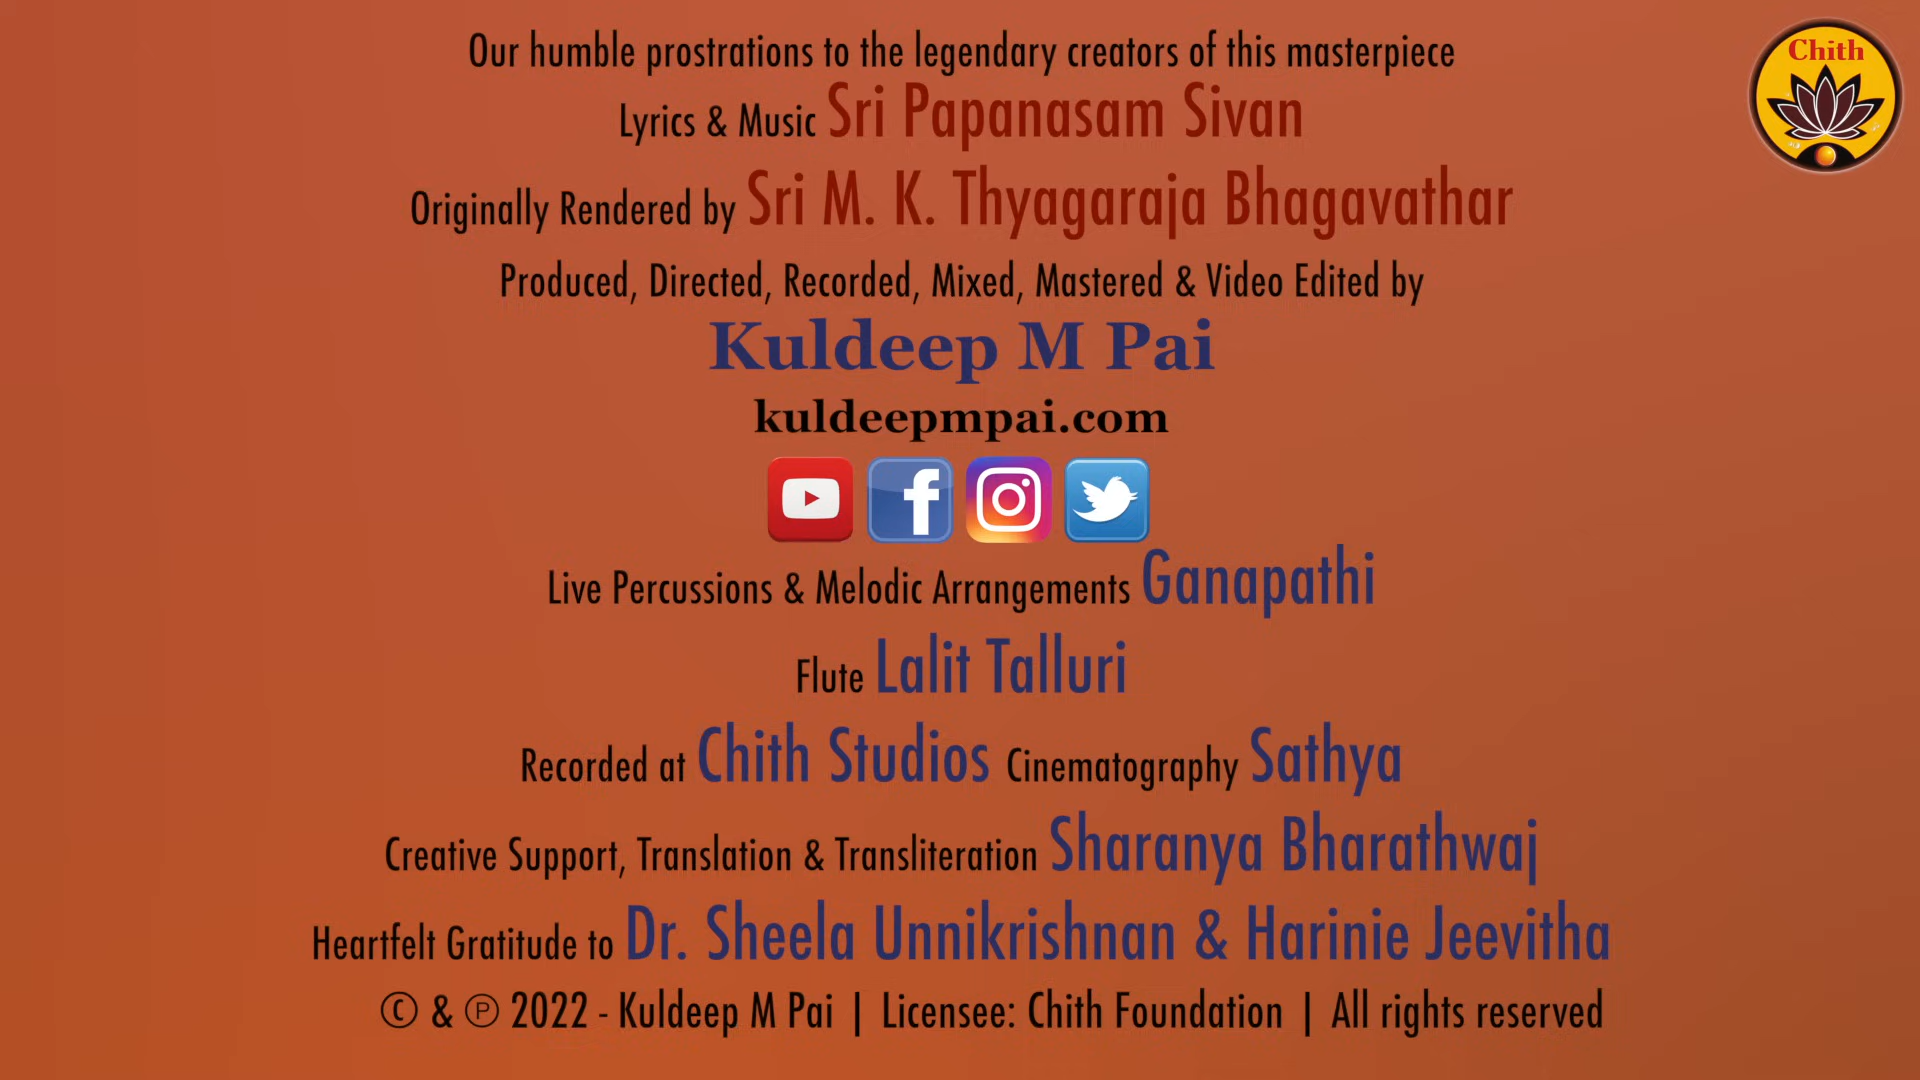 Our humble prostrations to the legendary creators of this masterpiece
Chith
Lyrics & Music Sri Papanasam Sivan
Originally Rendered by Sri M. K. Thyagaraja Bhagavathar
Produced, Directed, Recorded, Mixed, Mastered & Video Edited by
Kuldeep M Pai
kuldeepmpai.com
Live Percussions & Melodic Arrangements Ganapathi
Flute Lalit Talluri
Recorded at Chith Studios Cinematography Sathya
Creative Support, Translation & Transliteration Sharanya Bharathwaj
Heartfelt Gratitude to Dr. Sheela Unnikrishnan & Harinie Jeevitha
© & ℗ 2022 - Kuldeep M Pai | Licensee: Chith Foundation | All rights reserved